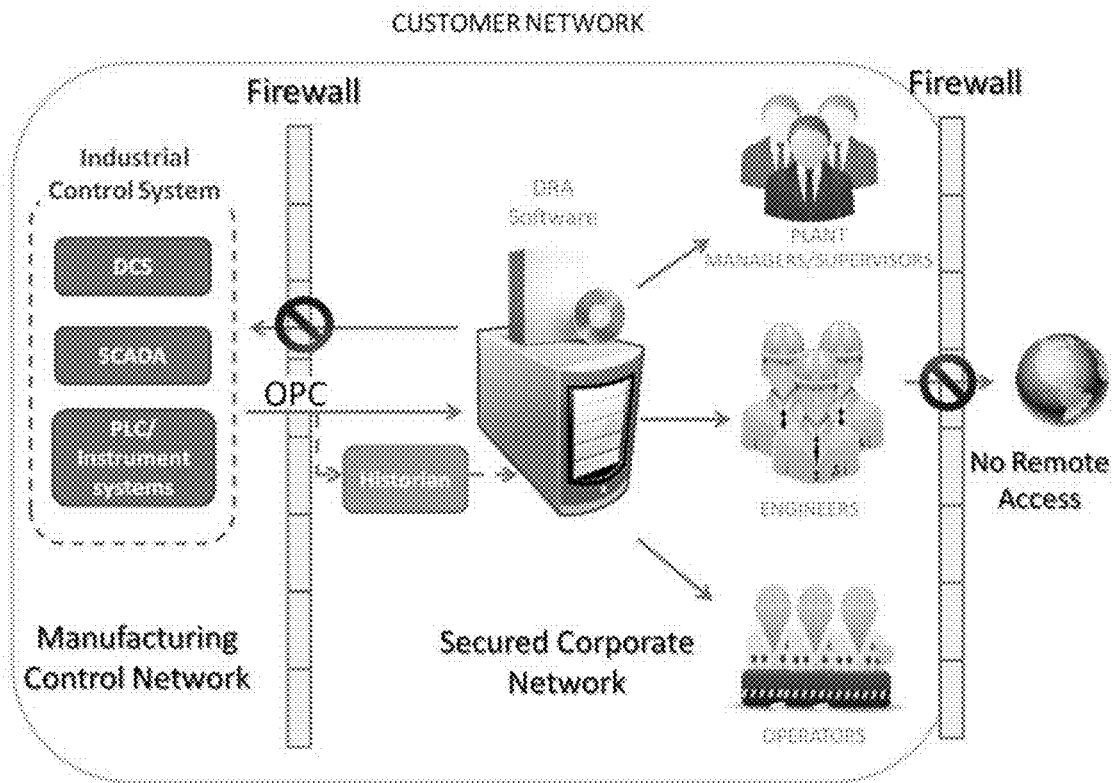 CUSTOMER NETWORK
Firewall
Firewall
Industrial
Control System
DCS
SCADA
PLC/
Instrument
systems
OPC
Historian
DRA
Software
PLANT
MANAGERS/SUPERVISORS
ENGINEERS
OPERATORS
No Remote
Access
Manufacturing
Control Network
Secured Corporate
Network